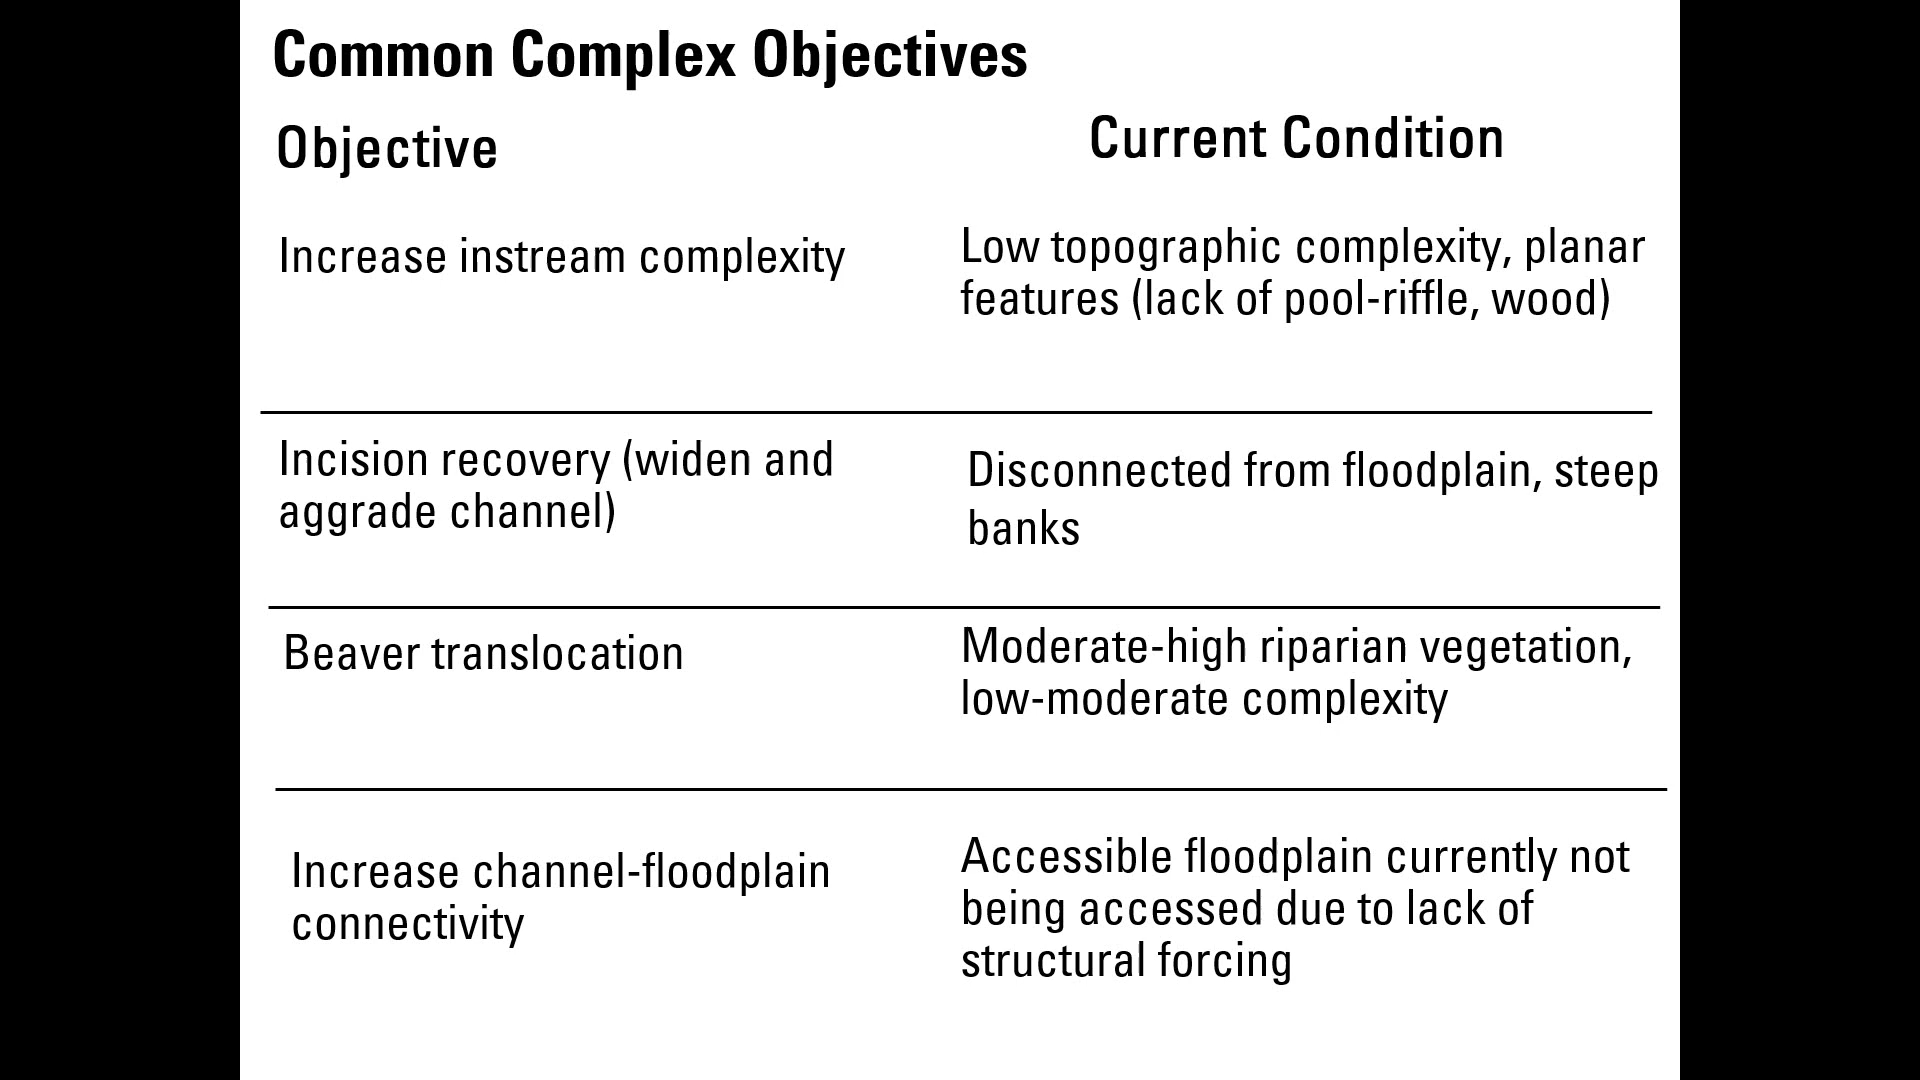 Common Complex Objectives
Objective
Current Condition
Increase instream complexity
Low topographic complexity, planar
features (lack of pool-riffle, wood)
Incision recovery (widen and
aggrade channel)
Disconnected from floodplain, steep
banks
Beaver translocation
Moderate-high riparian vegetation,
low-moderate complexity
Increase channel-floodplain
connectivity
Accessible floodplain currently not
being accessed due to lack of
structural forcing